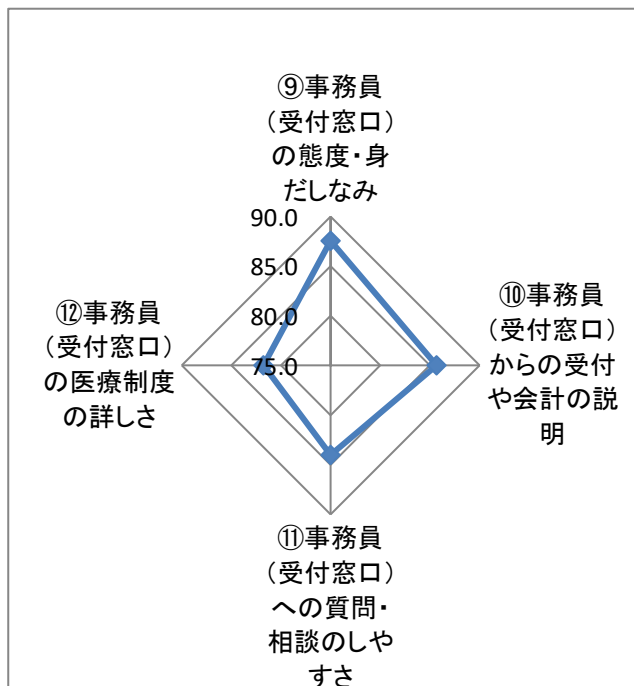 ⑨事務員
（受付窓口）
の態度・身
だしなみ
90.0
85.0
80.0
75.0
⑩事務員
（受付窓口）
からの受付
や会計の説
明
⑪事務員
（受付窓口）
への質問・
相談のしや
すさ
⑫事務員
（受付窓口）
の医療制度
の詳しさ